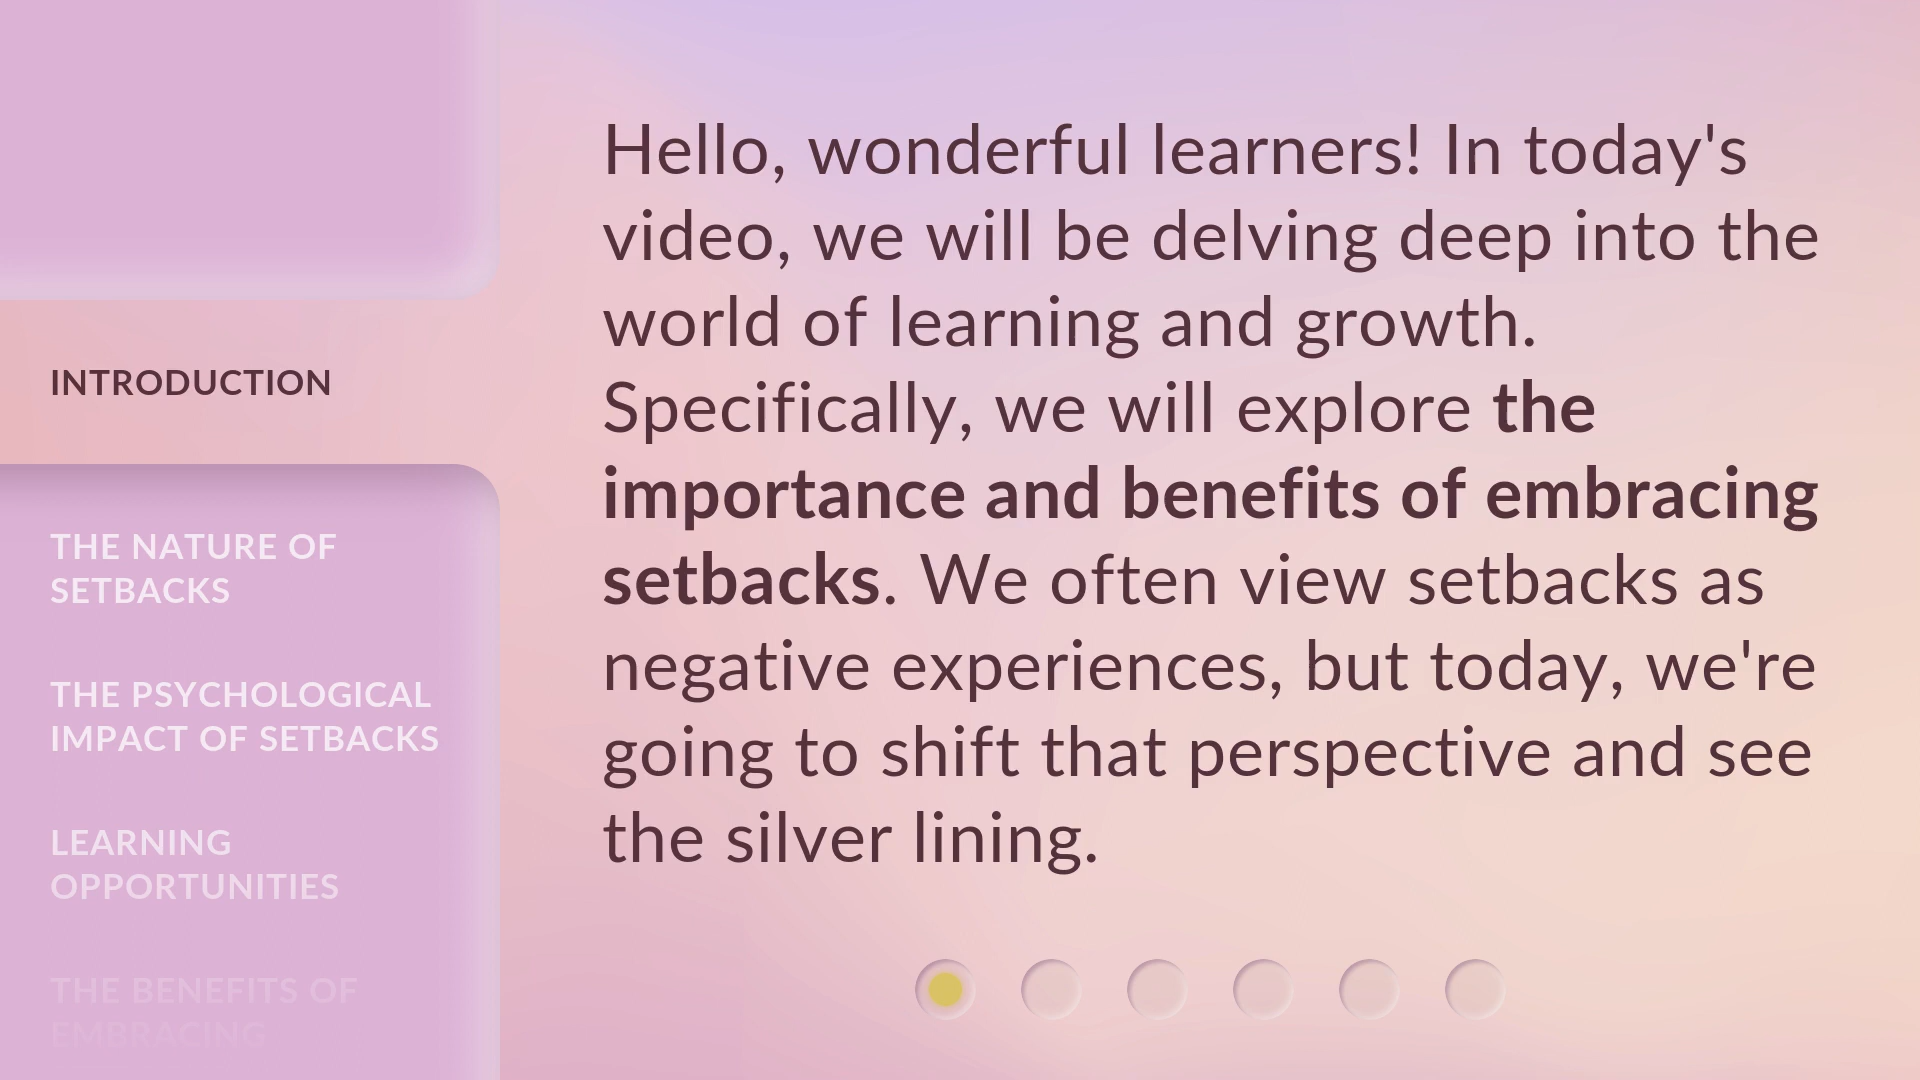 INTRODUCTION
THE NATURE OF
SETBACKS
THE PSYCHOLOGICAL
IMPACT OF SETBACKS
LEARNING
OPPORTUNITIES
THE BENEFITS OF
EMBRACING
Hello, wonderful learners! In today's
video, we will be delving deep into the
world of learning and growth.
Specifically, we will explore the
importance and benefits of embracing
setbacks. We often view setbacks as
negative experiences, but today, we're
going to shift that perspective and see
the silver lining.